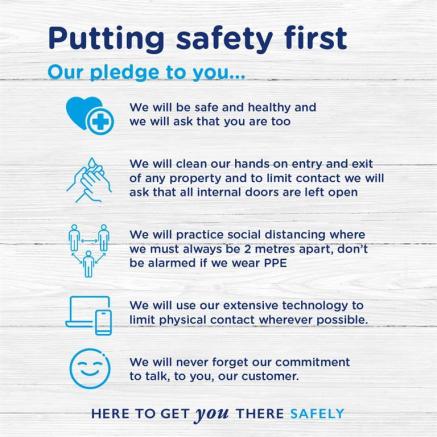 Putting safety first
Our pledge to you...
We will be safe and healthy and
we will ask that you are too
We will clean our hands on entry and exit
of any property and to limit contact we will
ask that all internal doors are left open
We will practice social distancing where
we must always be 2 metres apart, don't
be alarmed if we wear PPE
We will use our extensive technology to
limit physical contact wherever possible.
We will never forget our commitment
to talk, to you, our customer.
HERE TO GET you THERE SAFELY